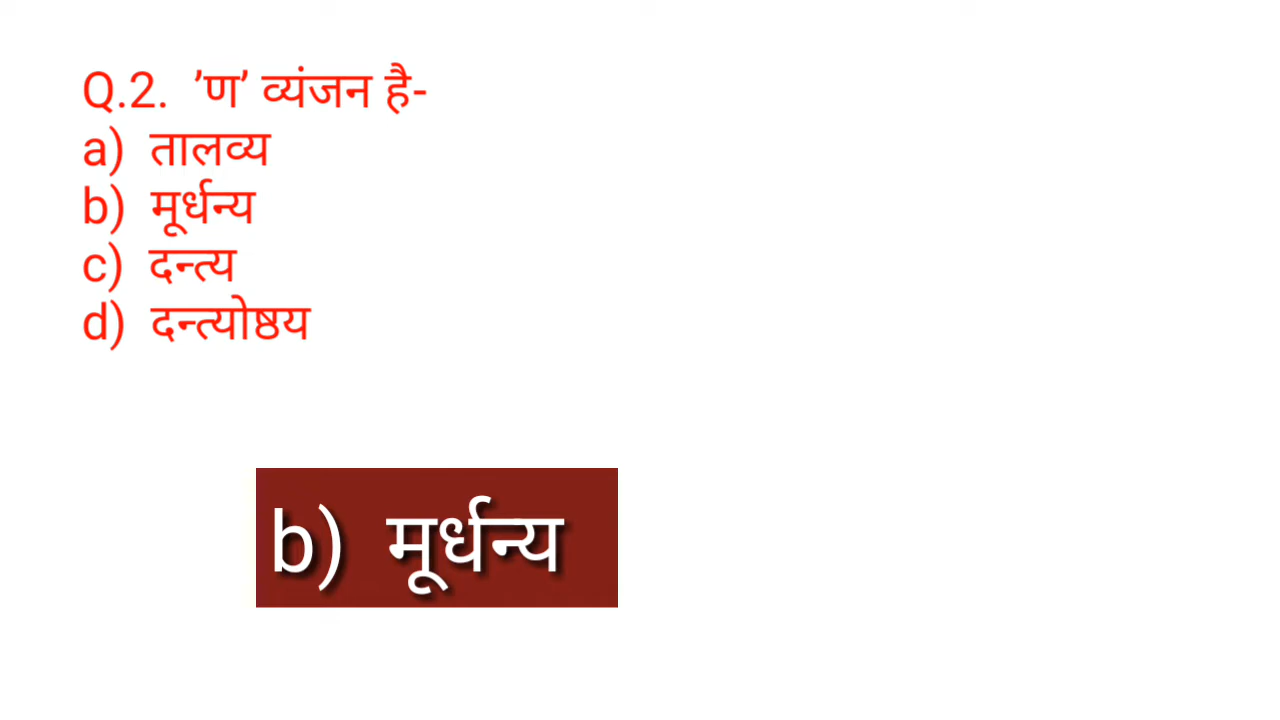 Q.2. ’ण’ व्यंजन है-
a) तालव्य
b) मूर्धन्य
c) दन्त्य
d) दन्त्योष्ठय
b) मूर्धन्य